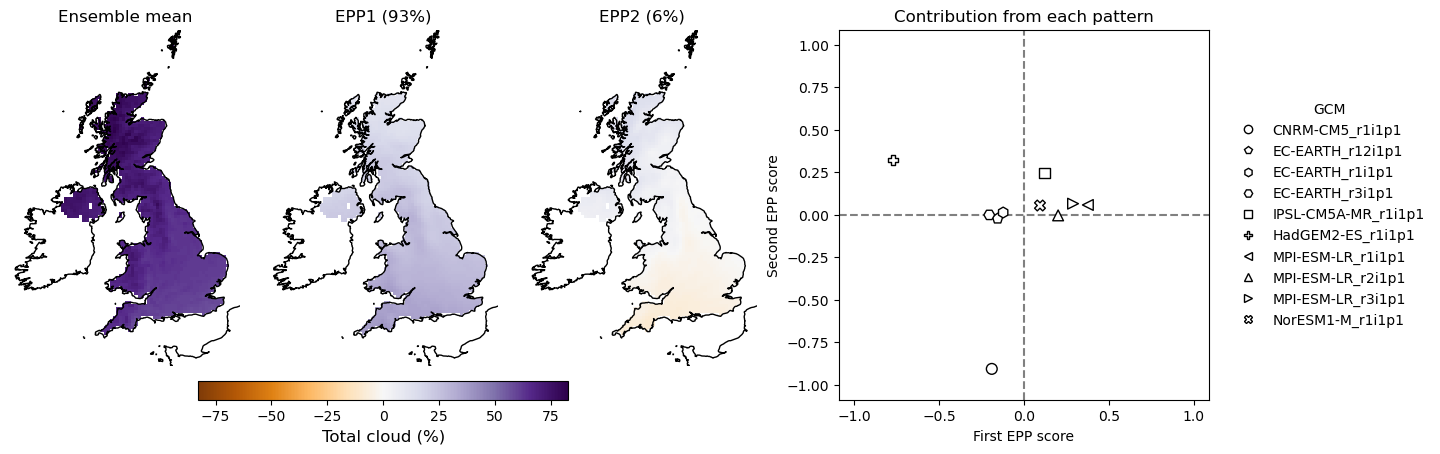 Ensemble mean
EPP1 (93%)
EPP2 (6%)
Contribution from each pattern
−75
−50
−25
0
25
50
75
Total cloud (%)
1.00
0.75
0.50
0.25
0.00
−0.25
−0.50
−0.75
−1.00
Second EPP score
−1.0
−0.5
0.0
0.5
1.0
First EPP score
GCM
CNRM-CM5_r1i1p1
EC-EARTH_r12i1p1
EC-EARTH_r1i1p1
EC-EARTH_r3i1p1
IPSL-CM5A-MR_r1i1p1
HadGEM2-ES_r1i1p1
MPI-ESM-LR_r1i1p1
MPI-ESM-LR_r2i1p1
MPI-ESM-LR_r3i1p1
NorESM1-M_r1i1p1